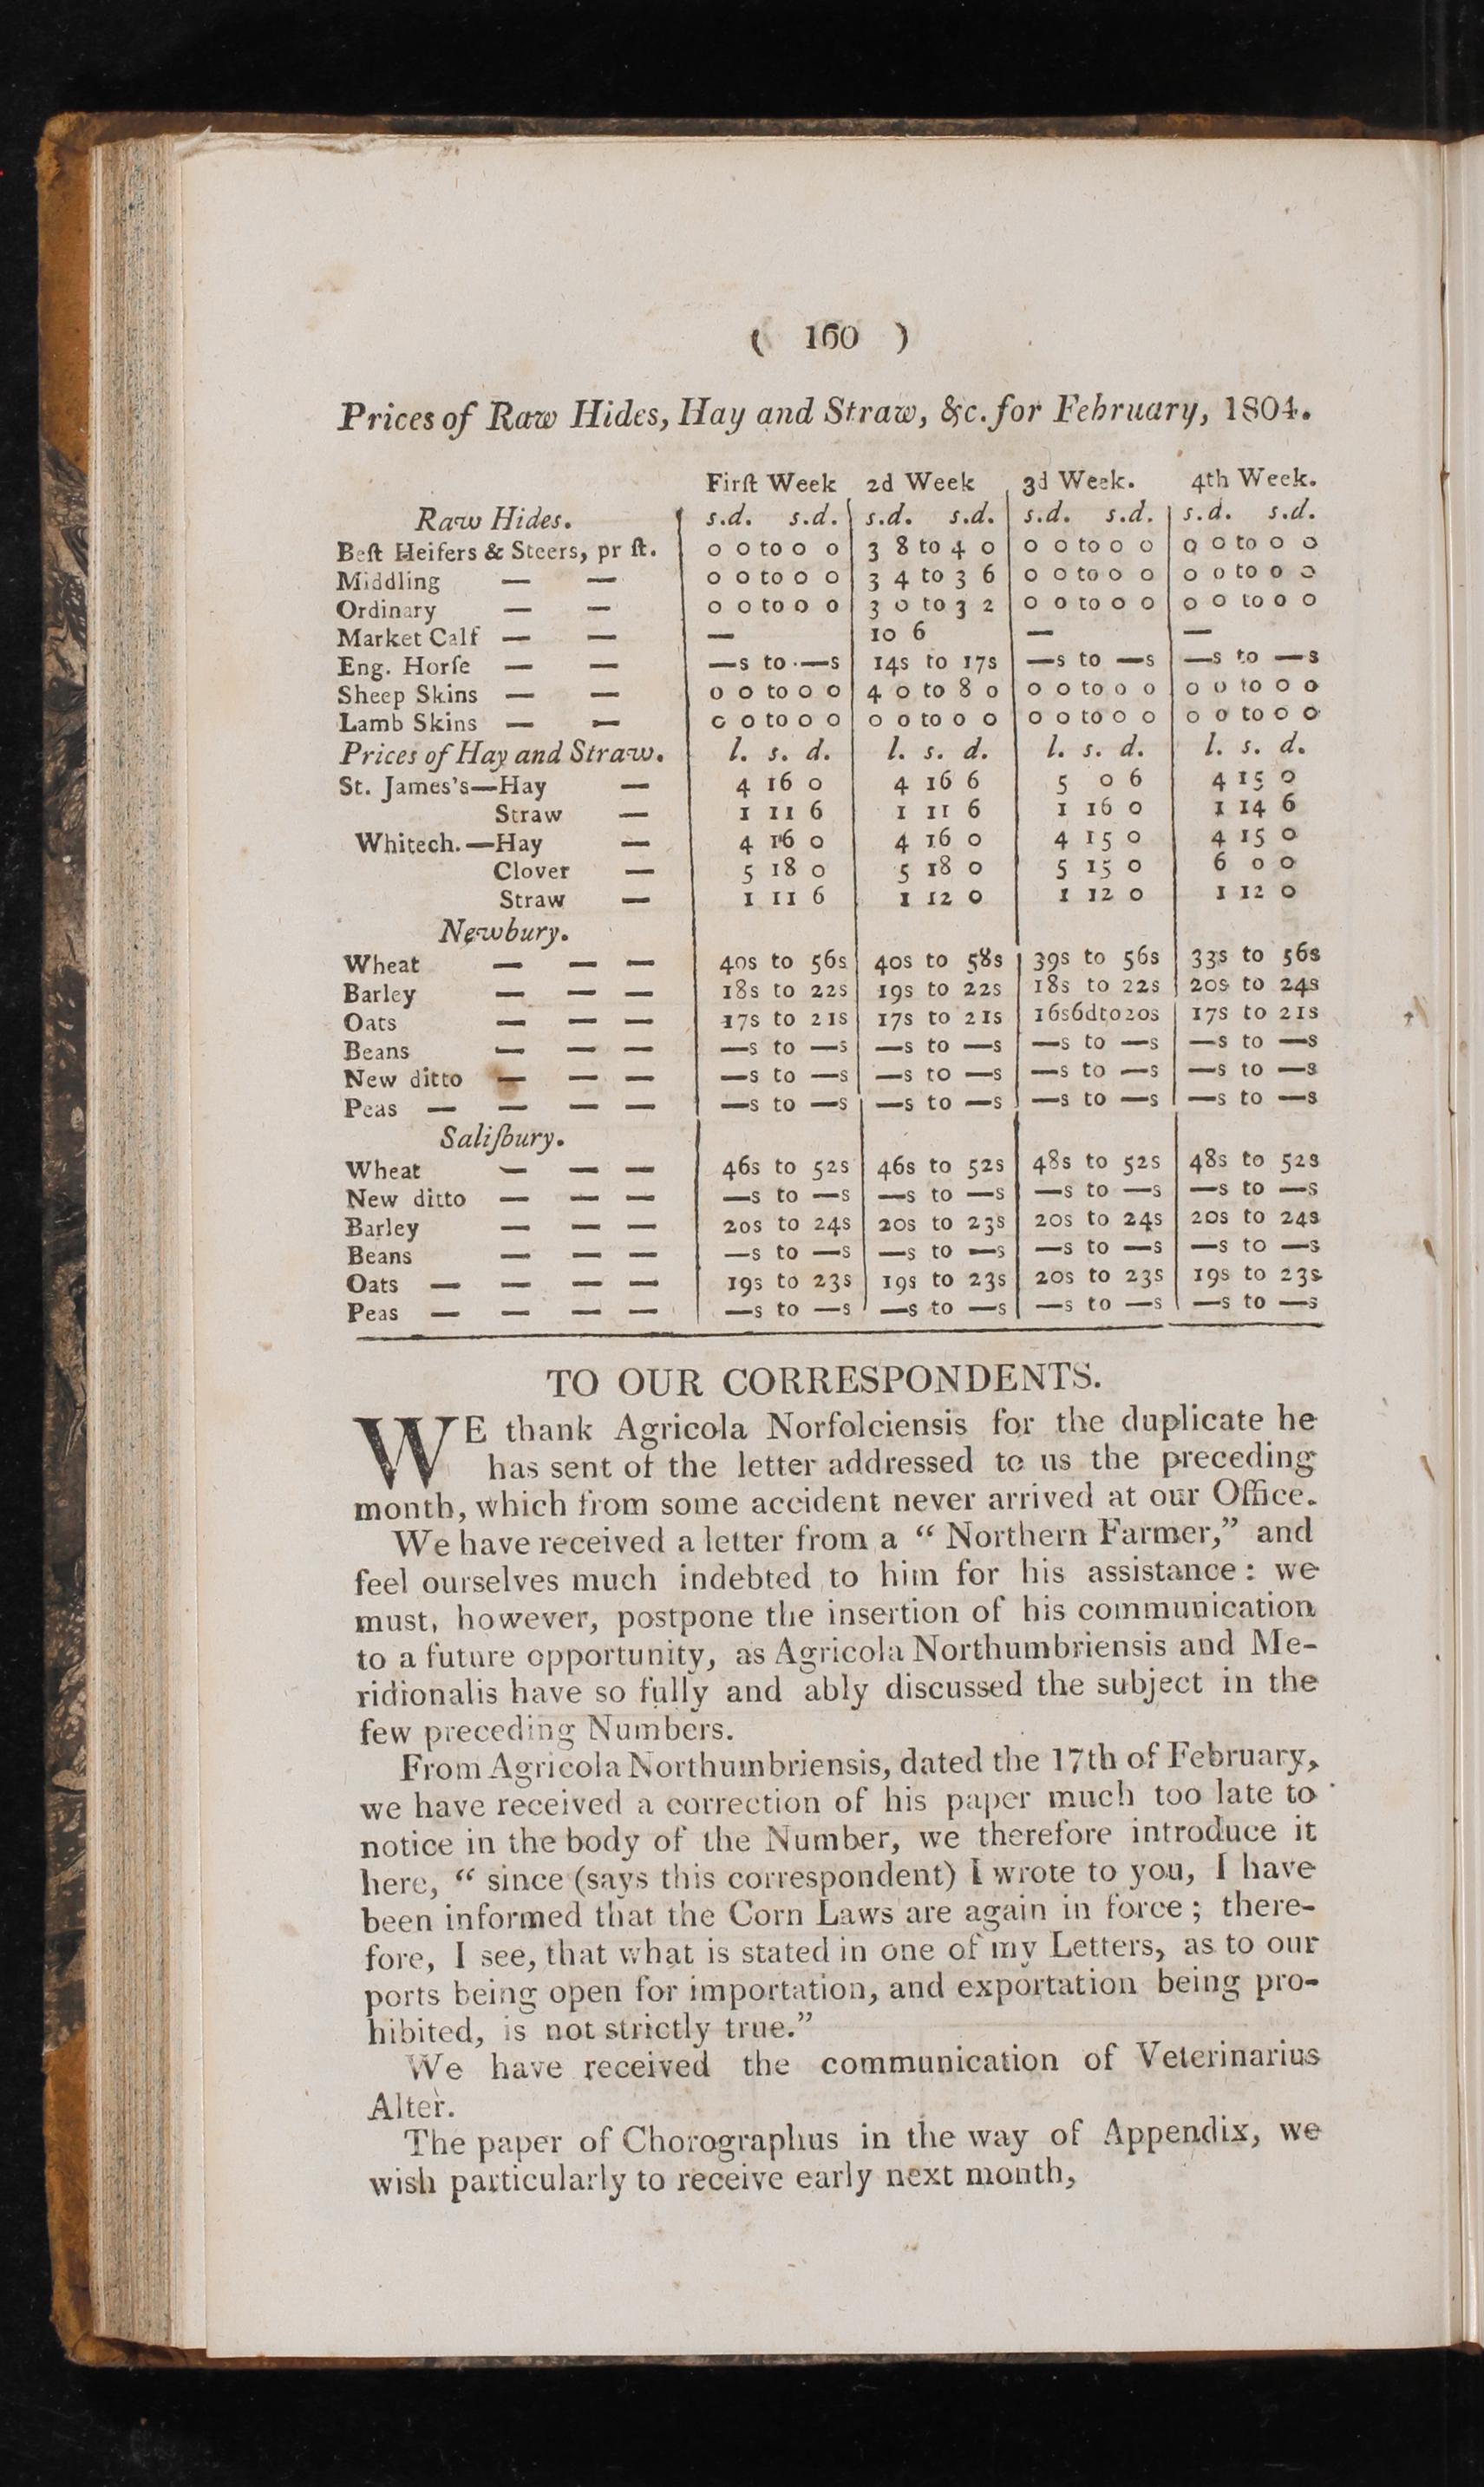 ( 160 )
Prices of Raw Hides, Hay and Straw, &c. for February, 1804.
First Week 2d Week 3d Week. 4th Week.
Raw Hides. s.d. s.d. s.d. s.d. s.d. s.d. s.d. s.d.
Beſt Heifers & Steers, pr ſt. 0 0 to 0 0 3 8 to 4 0 0 0 to 0 0 0 0 to 0 0
Middling — — 0 0 to 0 0 3 4 to 3 6 0 0 to 0 0 0 0 to 0 0
Ordinary — — 0 0 to 0 0 3 0 to 3 2 0 0 to 0 0 0 0 to 0 0
Market Calf — — — 10 6 — —
Eng. Horſe — — —s to —s 14s to 17s —s to —s —s to —s
Sheep Skins — — 0 0 to 0 0 4 0 to 8 0 0 0 to 0 0 0 0 to 0 0
Lamb Skins — — 0 0 to 0 0 0 0 to 0 0 0 0 to 0 0 0 0 to 0 0
Prices of Hay and Straw. l. s. d. l. s. d. l. s. d. l. s. d.
St. James's—Hay — 4 16 0 4 16 6 5 0 6 4 15 0
Straw — 1 11 6 1 11 6 1 16 0 1 14 6
Whitech.—Hay — 4 16 0 4 16 0 4 15 0 4 15 0
Clover — 5 18 0 5 18 0 5 15 0 6 0 0
Straw — 1 11 6 1 12 0 1 12 0 1 12 0
Newbury.
Wheat — — — 40s to 56s 40s to 58s 39s to 56s 33s to 56s
Barley — — — 18s to 22s 19s to 22s 18s to 22s 20s to 24s
Oats — — — 17s to 21s 17s to 21s 16s6dto20s 17s to 21s
Beans — — — —s to —s —s to —s —s to —s —s to —s
New ditto — — — —s to —s —s to —s —s to —s —s to —s
Peas — — — — —s to —s —s to —s —s to —s —s to —s
Saliſbury.
Wheat — — — 46s to 52s 46s to 52s 48s to 52s 48s to 52s
New ditto — — — —s to —s —s to —s —s to —s —s to —s
Barley — — — 20s to 24s 20s to 23s 20s to 24s 20s to 24s
Beans — — — —s to —s —s to —s —s to —s —s to —s
Oats — — — — 19s to 23s 19s to 23s 20s to 23s 19s to 23s
Peas — — — — —s to —s —s to —s —s to —s —s to —s
TO OUR CORRESPONDENTS.
WE thank Agricola Norfolciensis for the duplicate he
has sent of the letter addressed to us the preceding
month, which from some accident never arrived at our Office.
We have received a letter from a “ Northern Farmer,” and
feel ourselves much indebted to him for his assistance: we
must, however, postpone the insertion of his communication
to a future opportunity, as Agricola Northumbriensis and Me-
ridionalis have so fully and ably discussed the subject in the
few preceding Numbers.
From Agricola Northumbriensis, dated the 17th of February,
we have received a correction of his paper much too late to
notice in the body of the Number, we therefore introduce it
here, “ since (says this correspondent) I wrote to you, I have
been informed that the Corn Laws are again in force; there-
fore, I see, that what is stated in one of my Letters, as to our
ports being open for importation, and exportation being pro-
hibited, is not strictly true.”
We have received the communication of Veterinarius
Alter.
The paper of Chorographus in the way of Appendix, we
wish particularly to receive early next month,